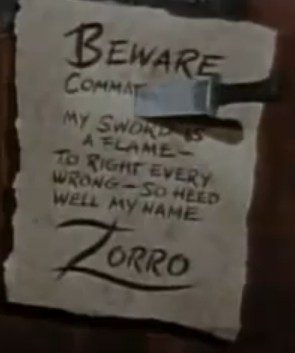 BEWARE
MY SWORD IS
A FLAME—
TO RIGHT EVERY
WRONG—SO HEED
WELL MY NAME
ZORRO